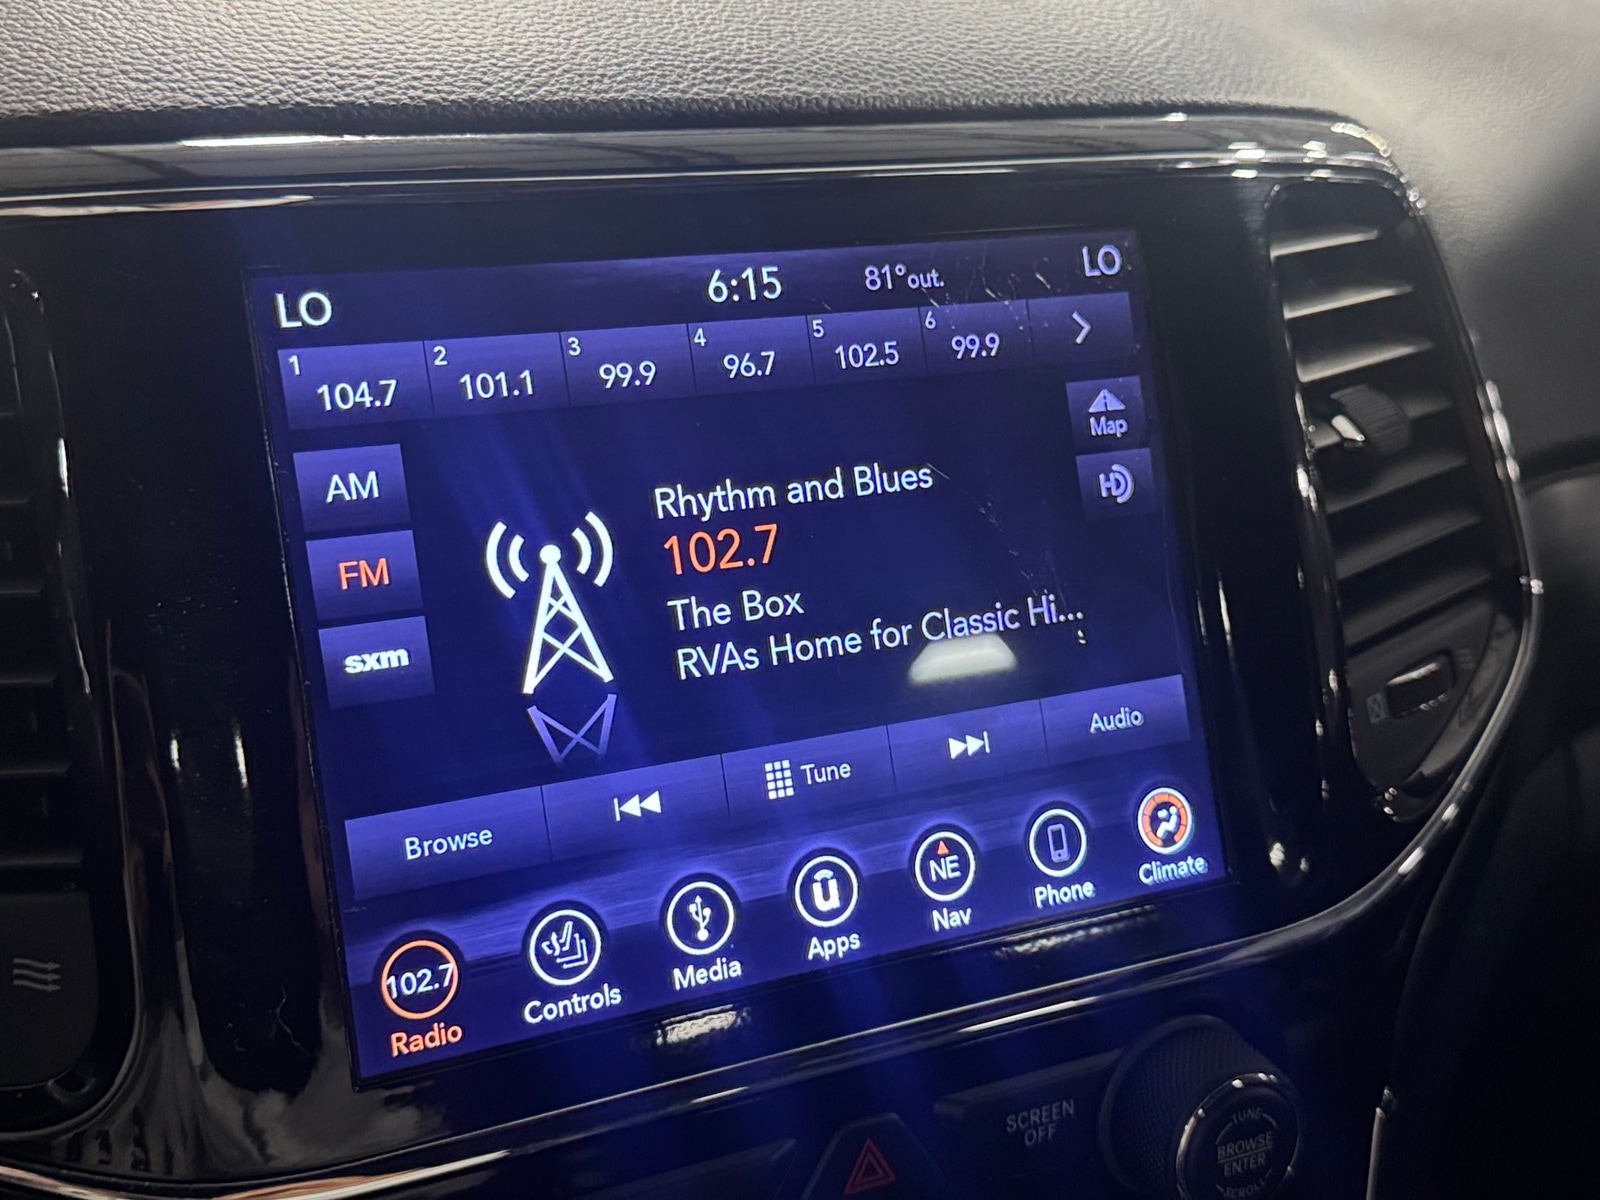 LO 6:15 81°out. LO
1 104.7 2 101.1 3 99.9 4 96.7 5 102.5 6 99.9
Map
AM
HD
Rhythm and Blues
102.7
FM
The Box
RVAs Home for Classic Hi...
sxm
Browse Tune Audio
102.7 NE
Radio Controls Media Apps Nav Phone Climate
SCREEN
OFF
TUNE
BROWSE
ENTER
SCROLL